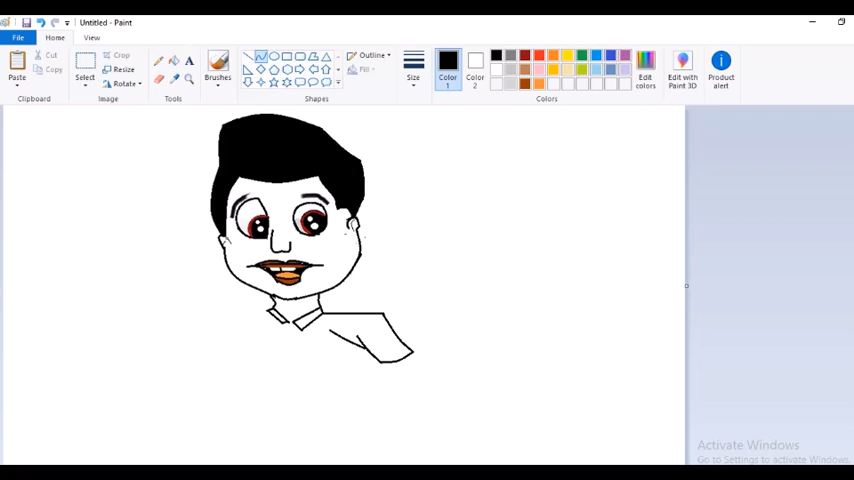 Untitled - Paint
File Home View
Paste
Cut
Copy
Clipboard
Select
Crop
Resize
Rotate
Image
A
Tools
Brushes
Outline
Fill
Shapes
Size
Color 1
Color 2
Edit colors
Colors
Edit with Paint 3D
Product alert
Activate Windows
Go to Settings to activate Windows.